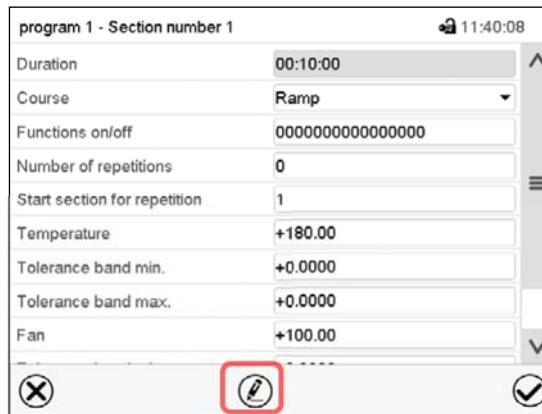 program 1 - Section number 1 11:40:08
Duration 00:10:00
Course Ramp
Functions on/off 0000000000000000
Number of repetitions 0
Start section for repetition 1
Temperature +180.00
Tolerance band min. +0.0000
Tolerance band max. +0.0000
Fan +100.00